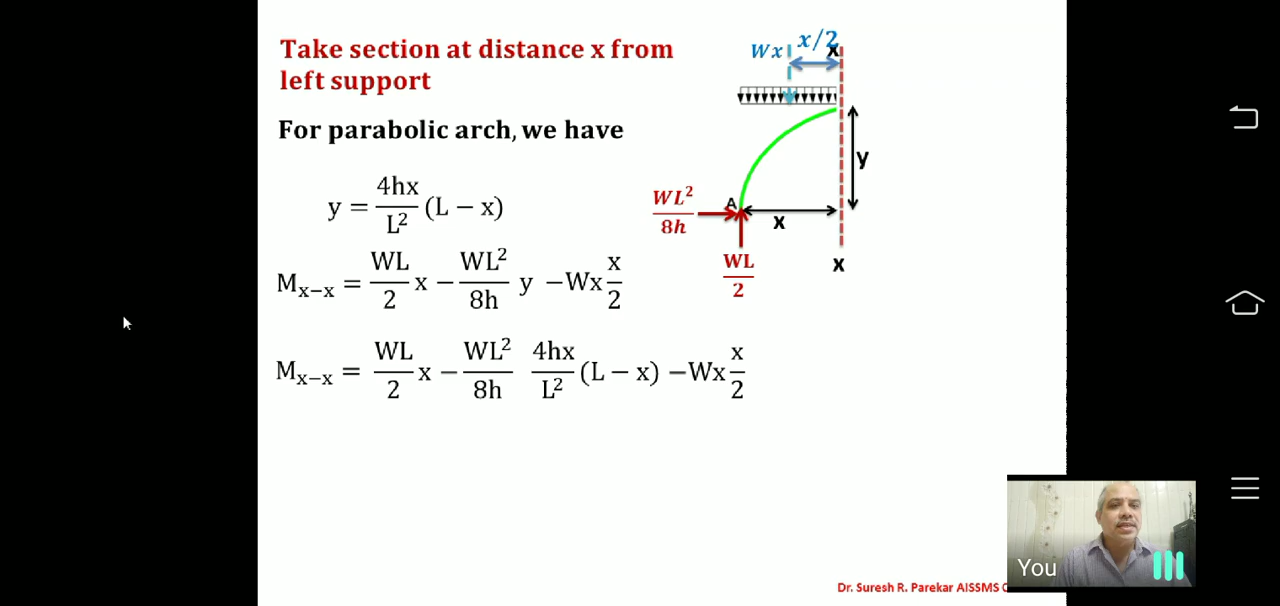 Take section at distance x from
left support
For parabolic arch, we have
y = 4hx/L² (L − x)
Mx−x = WL/2 x − WL²/8h y −Wx x/2
Mx−x = WL/2 x − WL²/8h 4hx/L² (L − x) −Wx x/2
Wx x/2 x
y
A
WL²/8h
x
WL/2
x
You
Dr. Suresh R. Parekar AISSMS